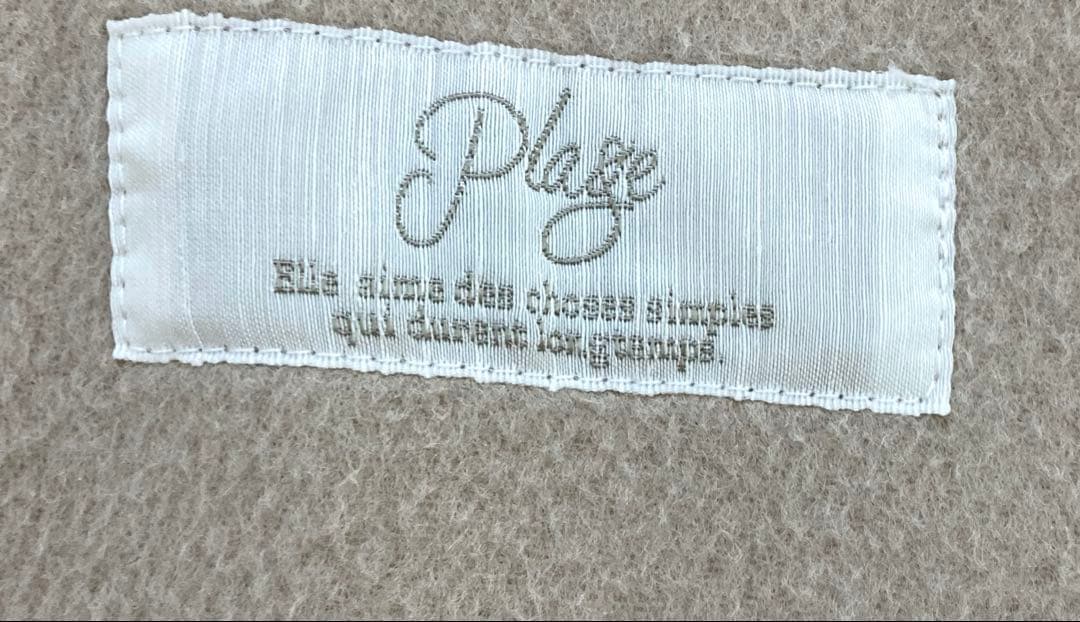 Plage
Elle aime des choses simples
qui durent longtemps.